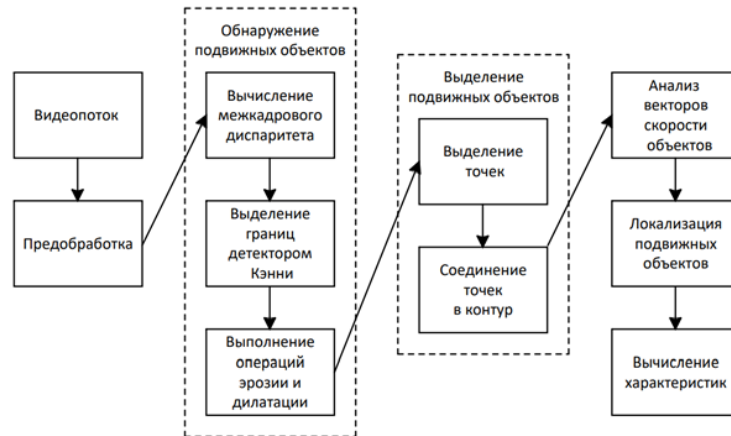 Видеопоток
Предобработка
Обнаружение
подвижных объектов
Вычисление
межкадрового
диспаритета
Выделение
границ
детектором
Кэнни
Выполнение
операций
эрозии и
дилатации
Выделение
подвижных объектов
Выделение
точек
Соединение
точек
в контур
Анализ
векторов
скорости
объектов
Локализация
подвижных
объектов
Вычисление
характеристик